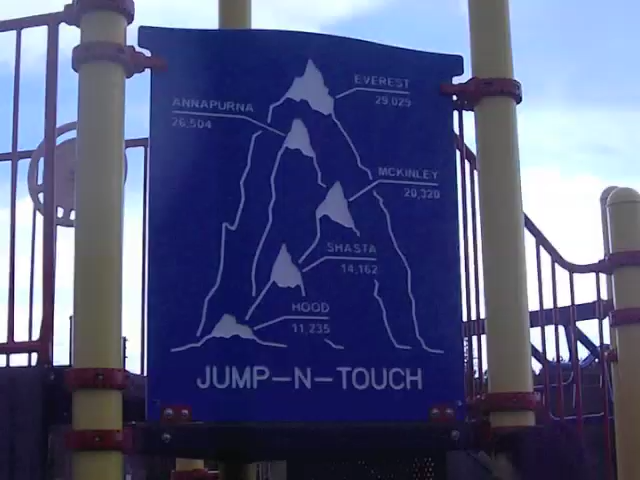 EVEREST
29,029
ANNAPURNA
26,504
MCKINLEY
20,320
SHASTA
14,162
HOOD
11,235
JUMP-N-TOUCH